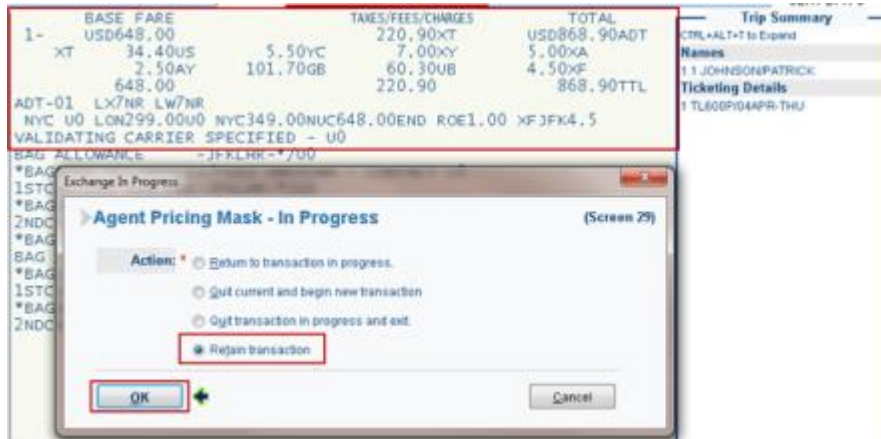 BASE FARE TAXES/FEES/CHARGES TOTAL
1- USD648.00 220.90XT USD868.90ADT
XT 34.40US 5.50YC 7.00XY 5.00XA
2.50AY 101.70GB 60.30UB 4.50XF
648.00 220.90 868.90TTL
ADT-01 LX7NR LW7NR
NYC U0 LON299.00U0 NYC349.00NUC648.00END ROE1.00 XFJFK4.5
VALIDATING CARRIER SPECIFIED - U0
BAG ALLOWANCE -JFKLHR-*/U0
*BAG
1STC
*BAG
2NDC
*BAG
BAG
*BAG
1STC
*BAG
2NDC
Exchange In Progress
Agent Pricing Mask - In Progress (Screen 29)
Action: * Return to transaction in progress.
Quit current and begin new transaction
Quit transaction in progress and exit.
Retain transaction
OK
Cancel
Trip Summary
CTRL+ALT+T to Expand
Names
1.1 JOHNSON/PATRICK
Ticketing Details
1 TL600P/04APR-THU